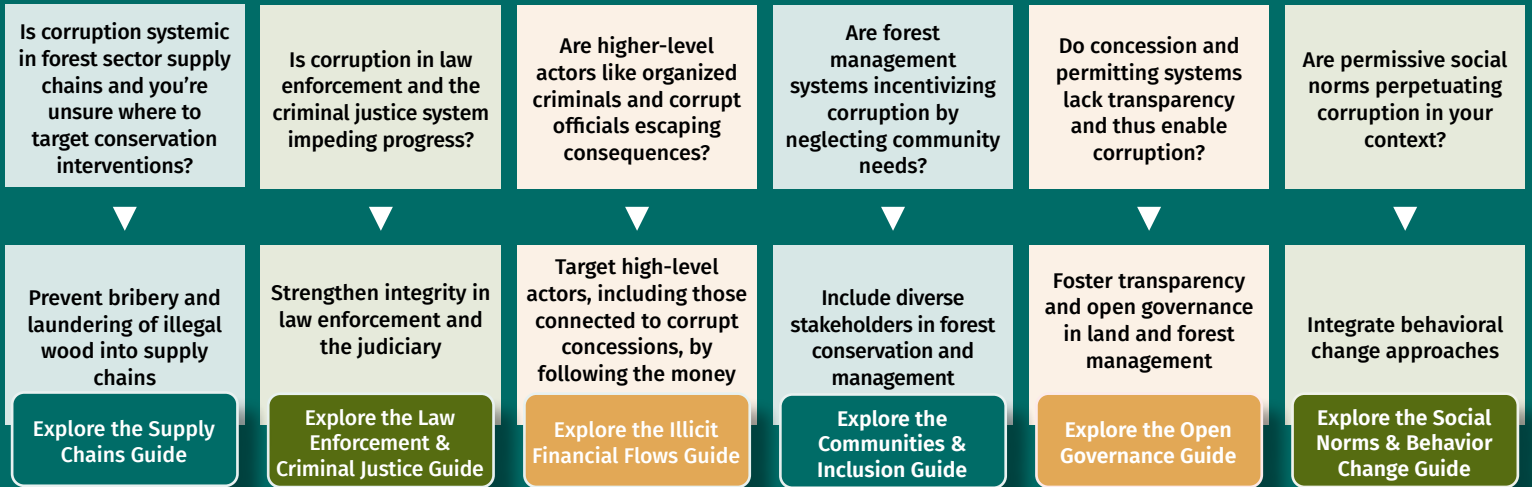 Is corruption systemic
in forest sector supply
chains and you’re
unsure where to
target conservation
interventions?
Is corruption in law
enforcement and the
criminal justice system
impeding progress?
Are higher-level
actors like organized
criminals and corrupt
officials escaping
consequences?
Are forest
management
systems incentivizing
corruption by
neglecting community
needs?
Do concession and
permitting systems
lack transparency
and thus enable
corruption?
Are permissive social
norms perpetuating
corruption in your
context?
Prevent bribery and
laundering of illegal
wood into supply
chains
Strengthen integrity in
law enforcement and
the judiciary
Target high-level
actors, including those
connected to corrupt
concessions, by
following the money
Include diverse
stakeholders in forest
conservation and
management
Foster transparency
and open governance
in land and forest
management
Integrate behavioral
change approaches
Explore the Supply
Chains Guide
Explore the Law
Enforcement &
Criminal Justice Guide
Explore the Illicit
Financial Flows Guide
Explore the
Communities &
Inclusion Guide
Explore the Open
Governance Guide
Explore the Social
Norms & Behavior
Change Guide